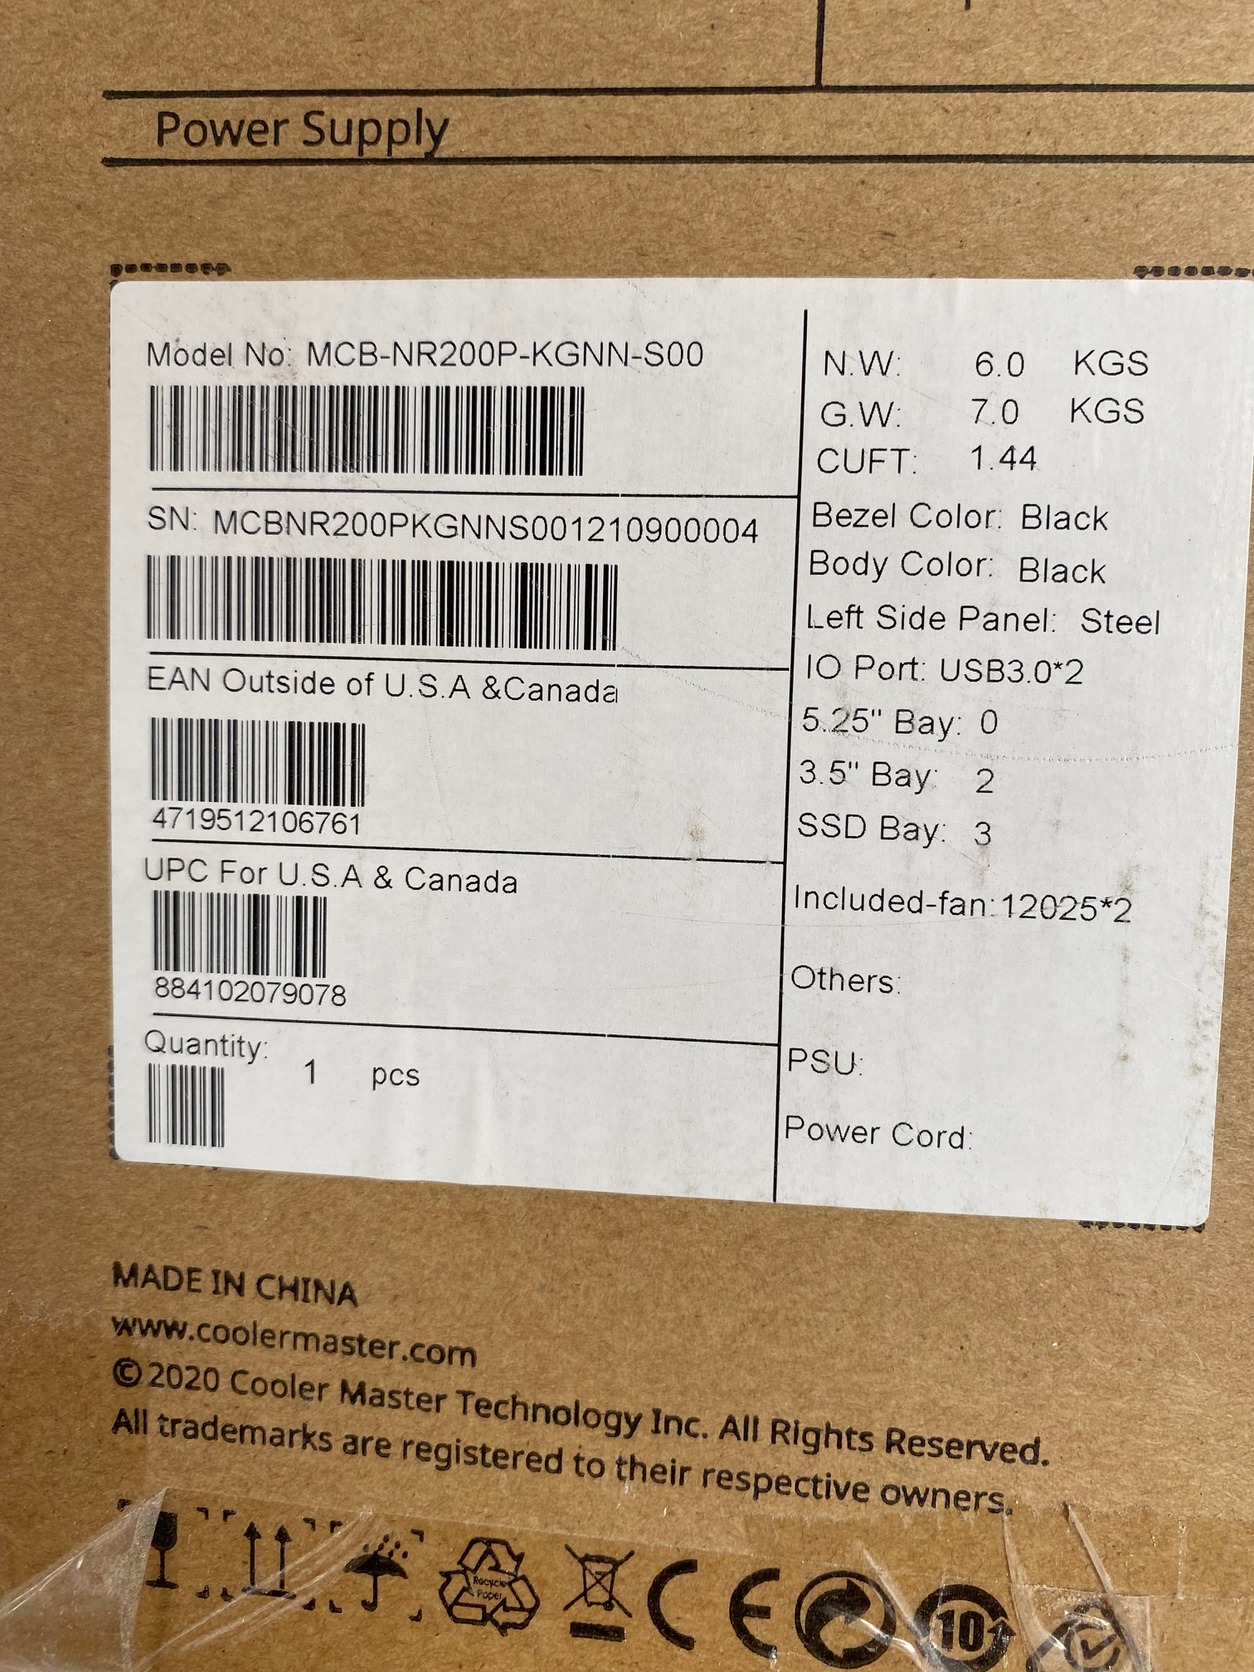 Power Supply
Model No: MCB-NR200P-KGNN-S00
SN: MCBNR200PKGNNS001210900004
EAN Outside of U.S.A &Canada
4719512106761
UPC For U.S.A & Canada
884102079078
Quantity:
1 pcs
N.W: 6.0 KGS
G.W: 7.0 KGS
CUFT: 1.44
Bezel Color: Black
Body Color: Black
Left Side Panel: Steel
IO Port: USB3.0*2
5.25" Bay: 0
3.5" Bay: 2
SSD Bay: 3
Included-fan:12025*2
Others:
PSU:
Power Cord:
MADE IN CHINA
www.coolermaster.com
©2020 Cooler Master Technology Inc. All Rights Reserved.
All trademarks are registered to their respective owners.
Recycle
Paper
CE
10